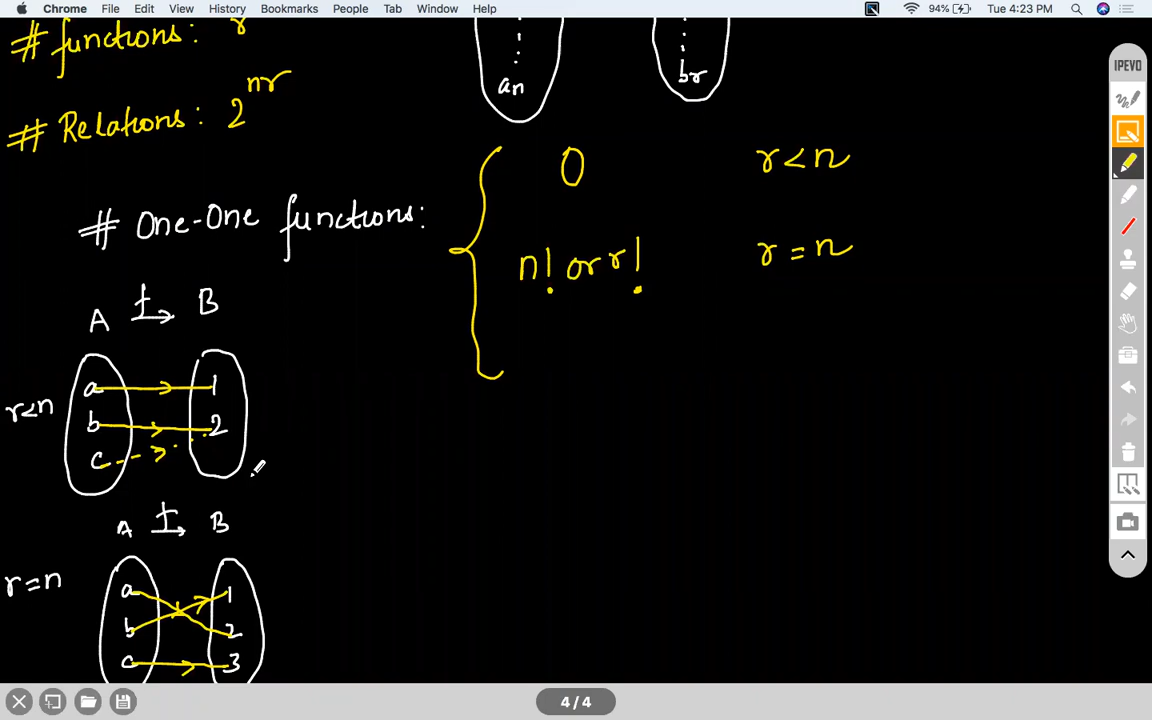 Chrome File Edit View History Bookmarks People Tab Window Help 94% Tue 4:23 PM
# functions: r
an
br
# Relations: 2^nr
IPEVO
# One-One functions:
0 r<n
n! or r! r=n
A f→ B
r<n
a 1
b 2
c
A f→ B
r=n
a 1
b 2
c 3
4/4